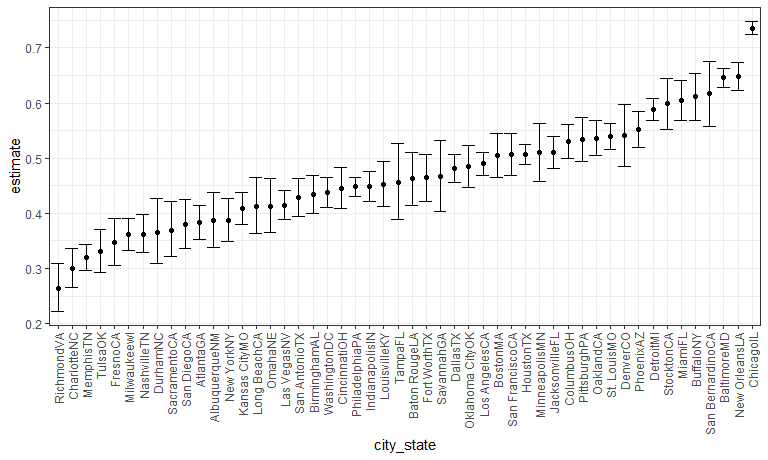 estimate
0.7
0.6
0.5
0.4
0.3
0.2
RichmondVA
CharlotteNC
MemphisTN
TulsaOK
FresnoCA
MilwaukeewI
NashvilleTN
DurhamNC
SacramentoCA
San DiegoCA
AtlantaGA
AlbuquerqueNM
New YorkNY
Kansas CityMO
Long BeachCA
OmahaNE
Las VegasNV
San AntonioTX
BirminghamAL
WashingtonDC
CincinnatiOH
PhiladelphiaPA
IndianapolisIN
LouisvilleKY
TampaFL
Baton RougeLA
Fort WorthTX
SavannahGA
DallasTX
Oklahoma CityOK
Los AngelesCA
BostonMA
San FranciscoCA
HoustonTX
MinneapolisMN
JacksonvilleFL
ColumbusOH
PittsburghPA
OaklandCA
St. LouisMO
DenverCO
PhoenixAZ
DetroitMI
StocktonCA
MiamiFL
BuffaloNY
San BernardinoCA
BaltimoreMD
New OrleansLA
ChicagoIL
city_state